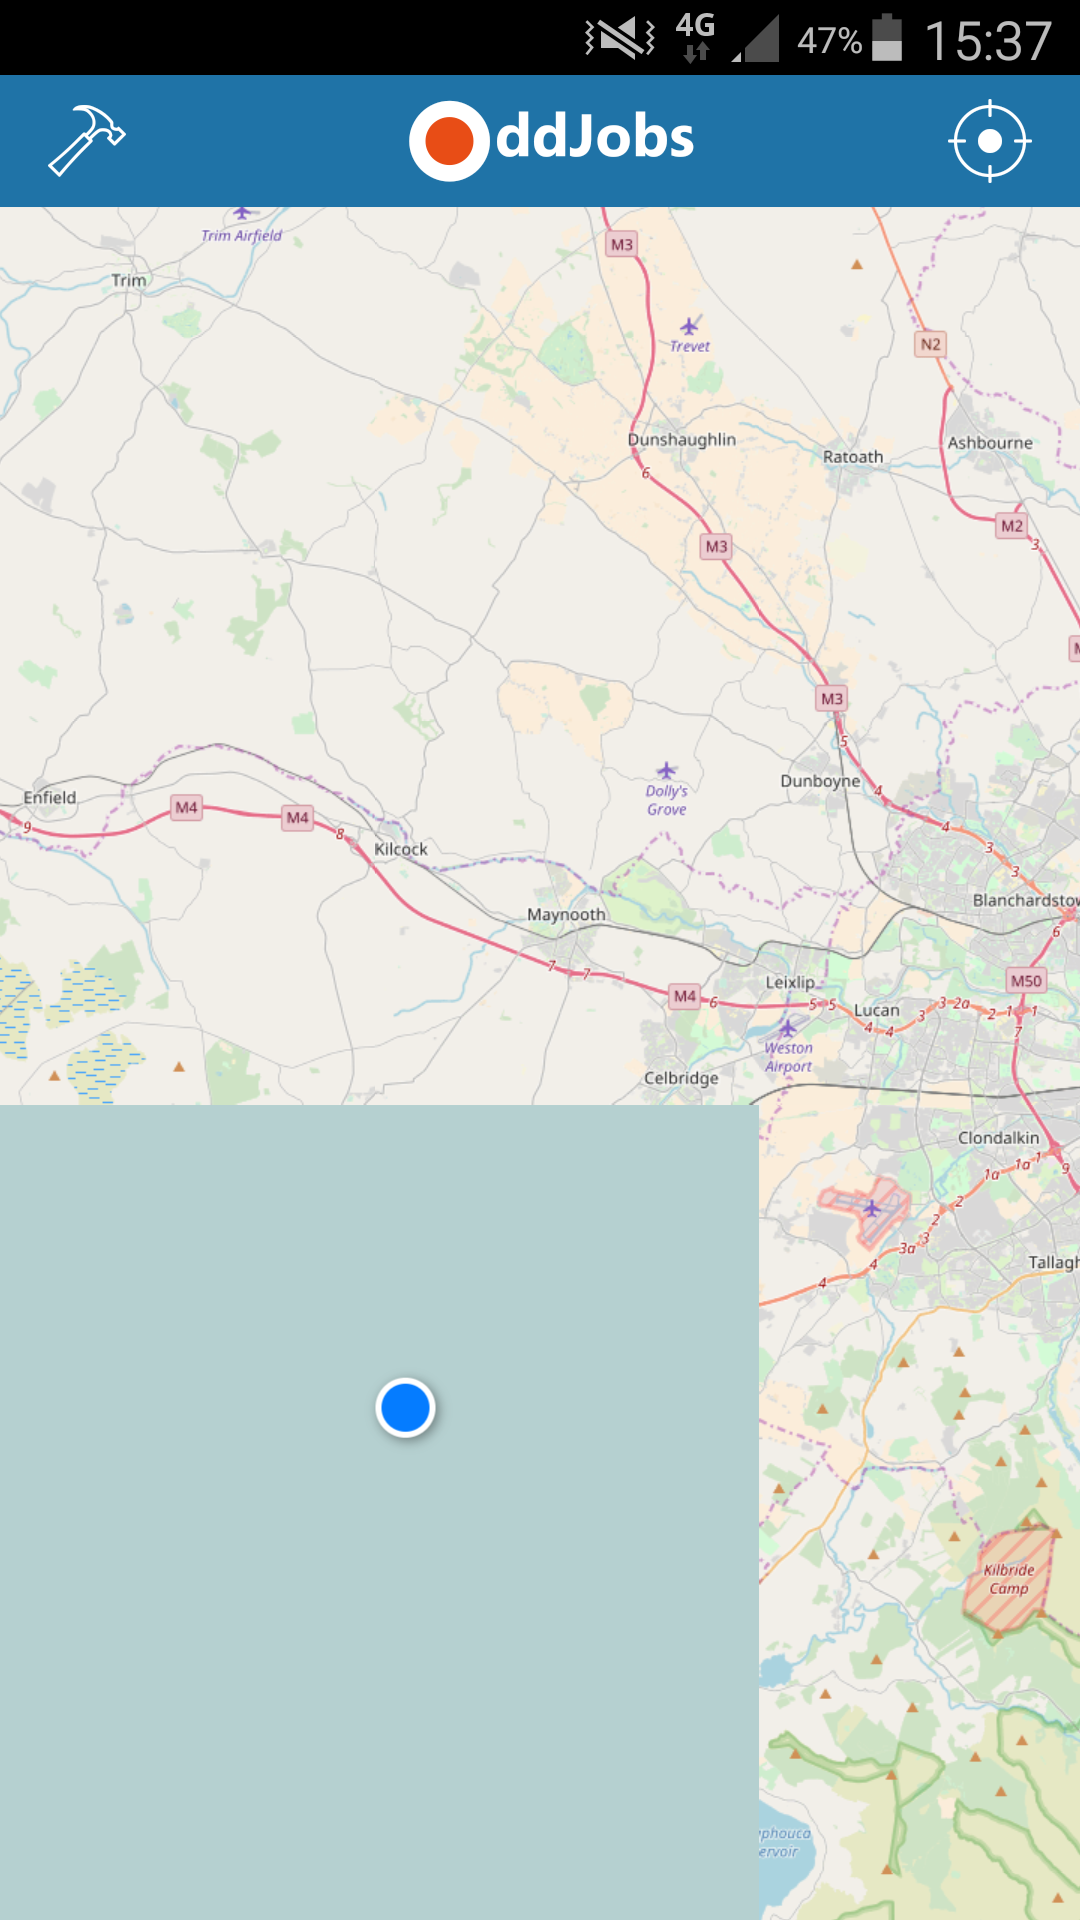 4G 47% 15:37
ddJobs
Trim Airfield
Trim
M3
Trevet
N2
Dunshaughlin
Ratoath
Ashbourne
6
M2
3
M3
M3
5
Dunboyne
Dolly's
Grove
4
4
3
3
Enfield
M4
M4
9
8
Kilcock
Maynooth
Blanchardstow
6
7
7
M4
6
Leixlip
5
5
Lucan
4
4
3
3
2a
2
1
1
M50
7
Weston
Airport
Celbridge
Clondalkin
1a
1a
1
9
2
2
3
3a
4
4
Tallagh
Kilbride
Camp
phouca
ervoir